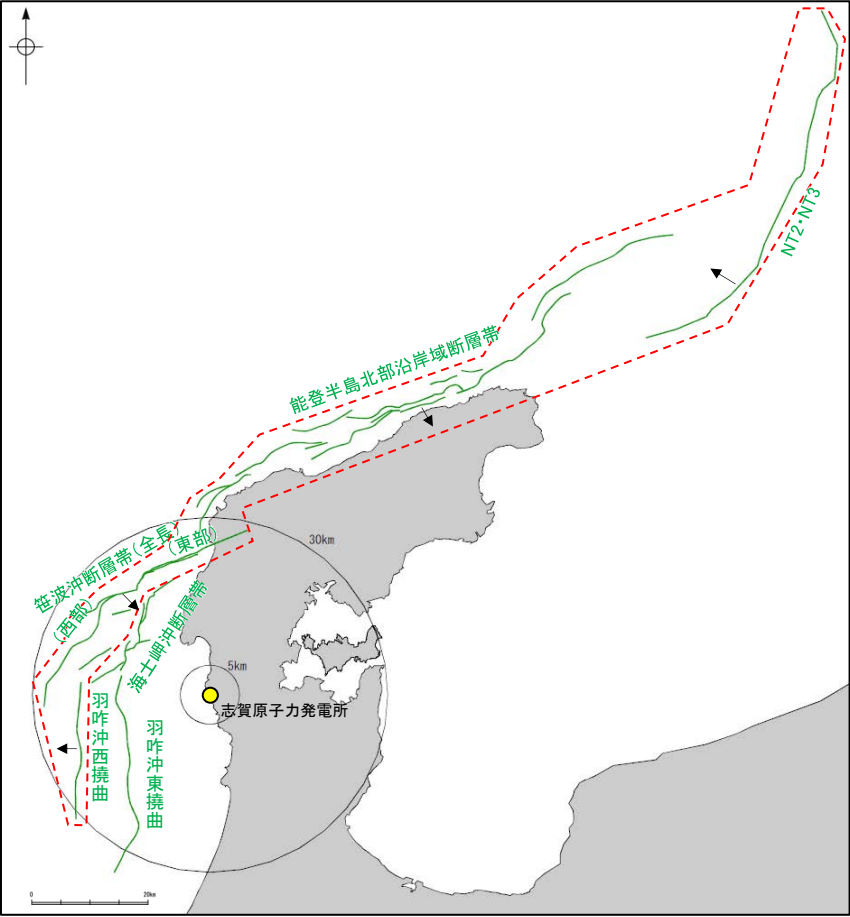 NT2・NT3
能登半島北部沿岸域断層帯
笹波沖断層帯(全長)
(東部)
(西部)
30km
海士岬沖断層帯
5km
志賀原子力発電所
羽咋沖西撓曲
羽咋沖東撓曲
0
20km